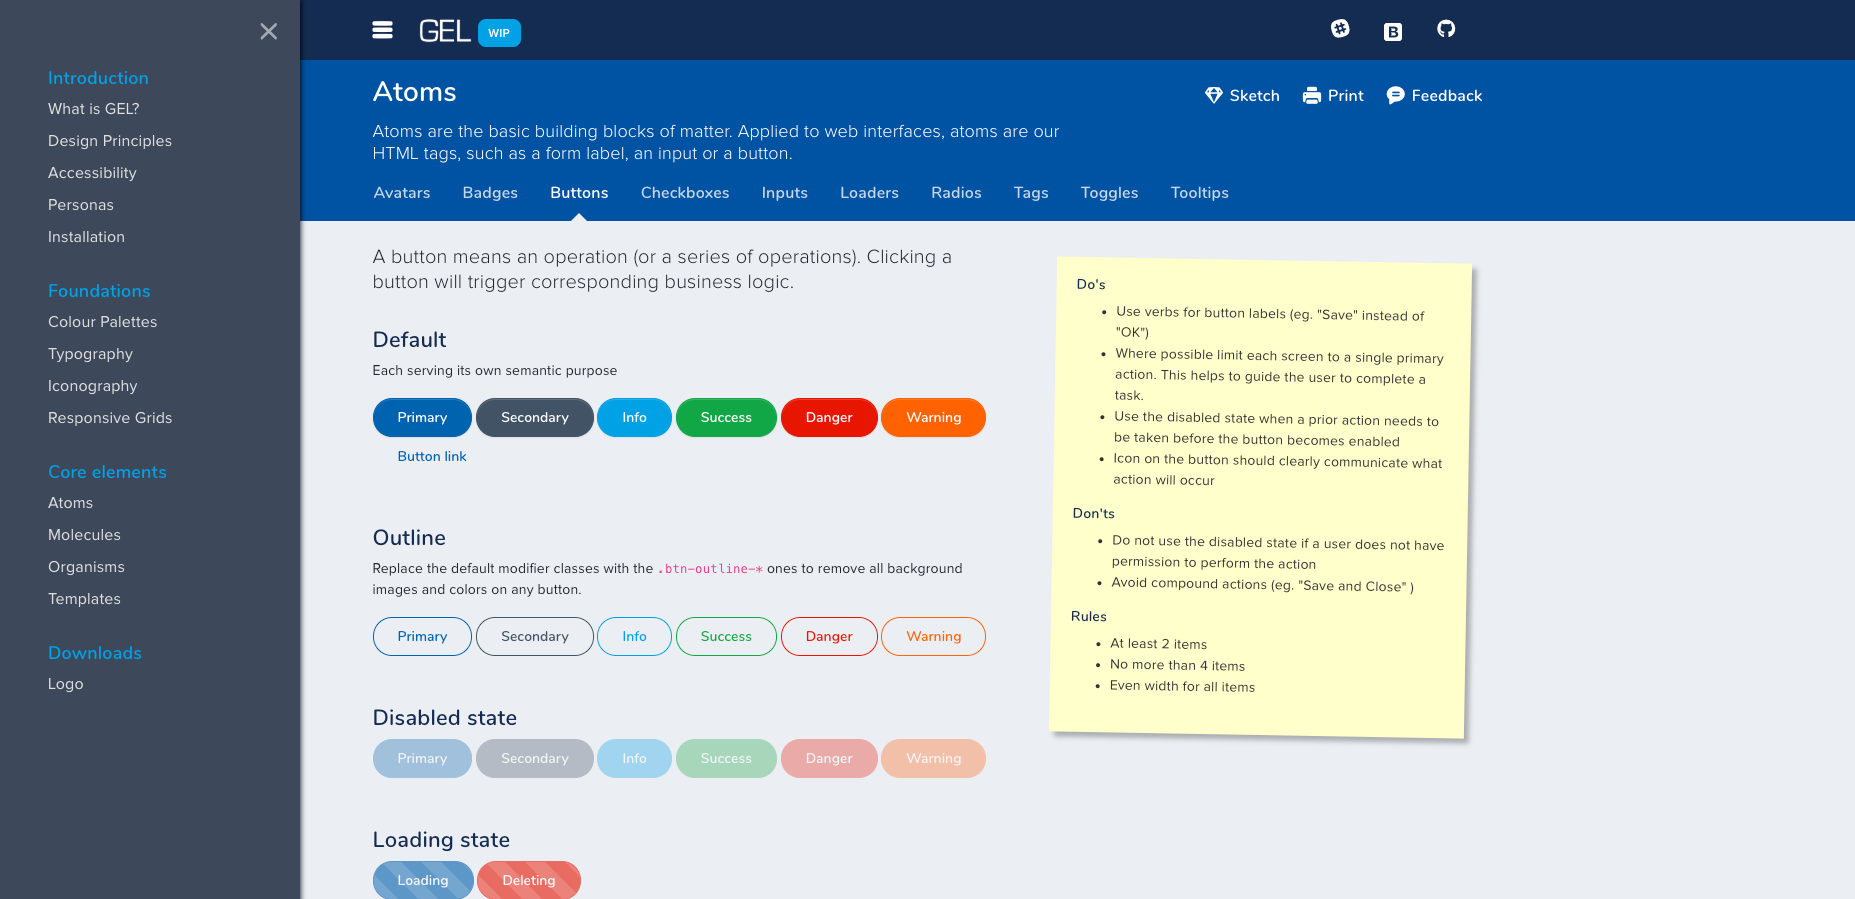 Introduction
What is GEL?
Design Principles
Accessibility
Personas
Installation
Foundations
Colour Palettes
Typography
Iconography
Responsive Grids
Core elements
Atoms
Molecules
Organisms
Templates
Downloads
Logo
GEL WIP
B
Atoms
Sketch Print Feedback
Atoms are the basic building blocks of matter. Applied to web interfaces, atoms are our
HTML tags, such as a form label, an input or a button.
Avatars Badges Buttons Checkboxes Inputs Loaders Radios Tags Toggles Tooltips
A button means an operation (or a series of operations). Clicking a
button will trigger corresponding business logic.
Default
Each serving its own semantic purpose
Primary Secondary Info Success Danger Warning
Button link
Outline
Replace the default modifier classes with the .btn-outline-* ones to remove all background
images and colors on any button.
Primary Secondary Info Success Danger Warning
Disabled state
Primary Secondary Info Success Danger Warning
Loading state
Loading Deleting
Do's
• Use verbs for button labels (eg. "Save" instead of
"OK")
• Where possible limit each screen to a single primary
action. This helps to guide the user to complete a
task.
• Use the disabled state when a prior action needs to
be taken before the button becomes enabled
• Icon on the button should clearly communicate what
action will occur
Don'ts
• Do not use the disabled state if a user does not have
permission to perform the action
• Avoid compound actions (eg. "Save and Close" )
Rules
• At least 2 items
• No more than 4 items
• Even width for all items